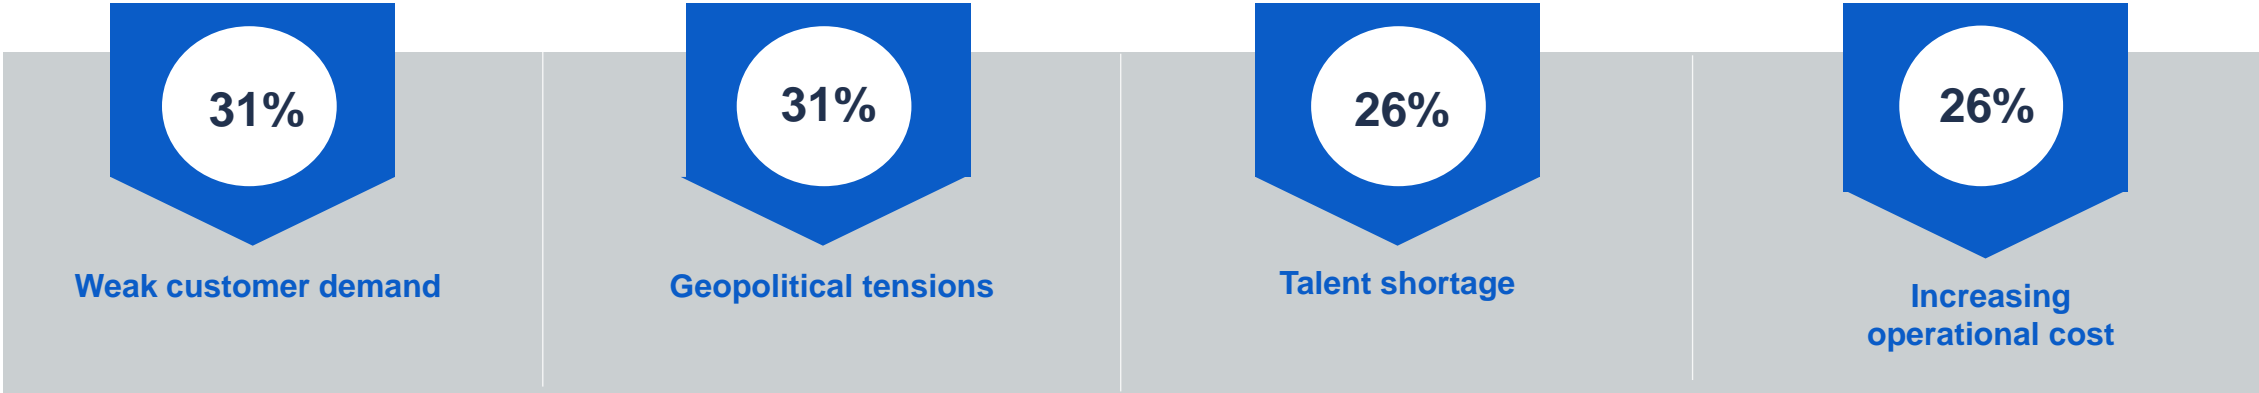 31%
Weak customer demand
31%
Geopolitical tensions
26%
Talent shortage
26%
Increasing
operational cost